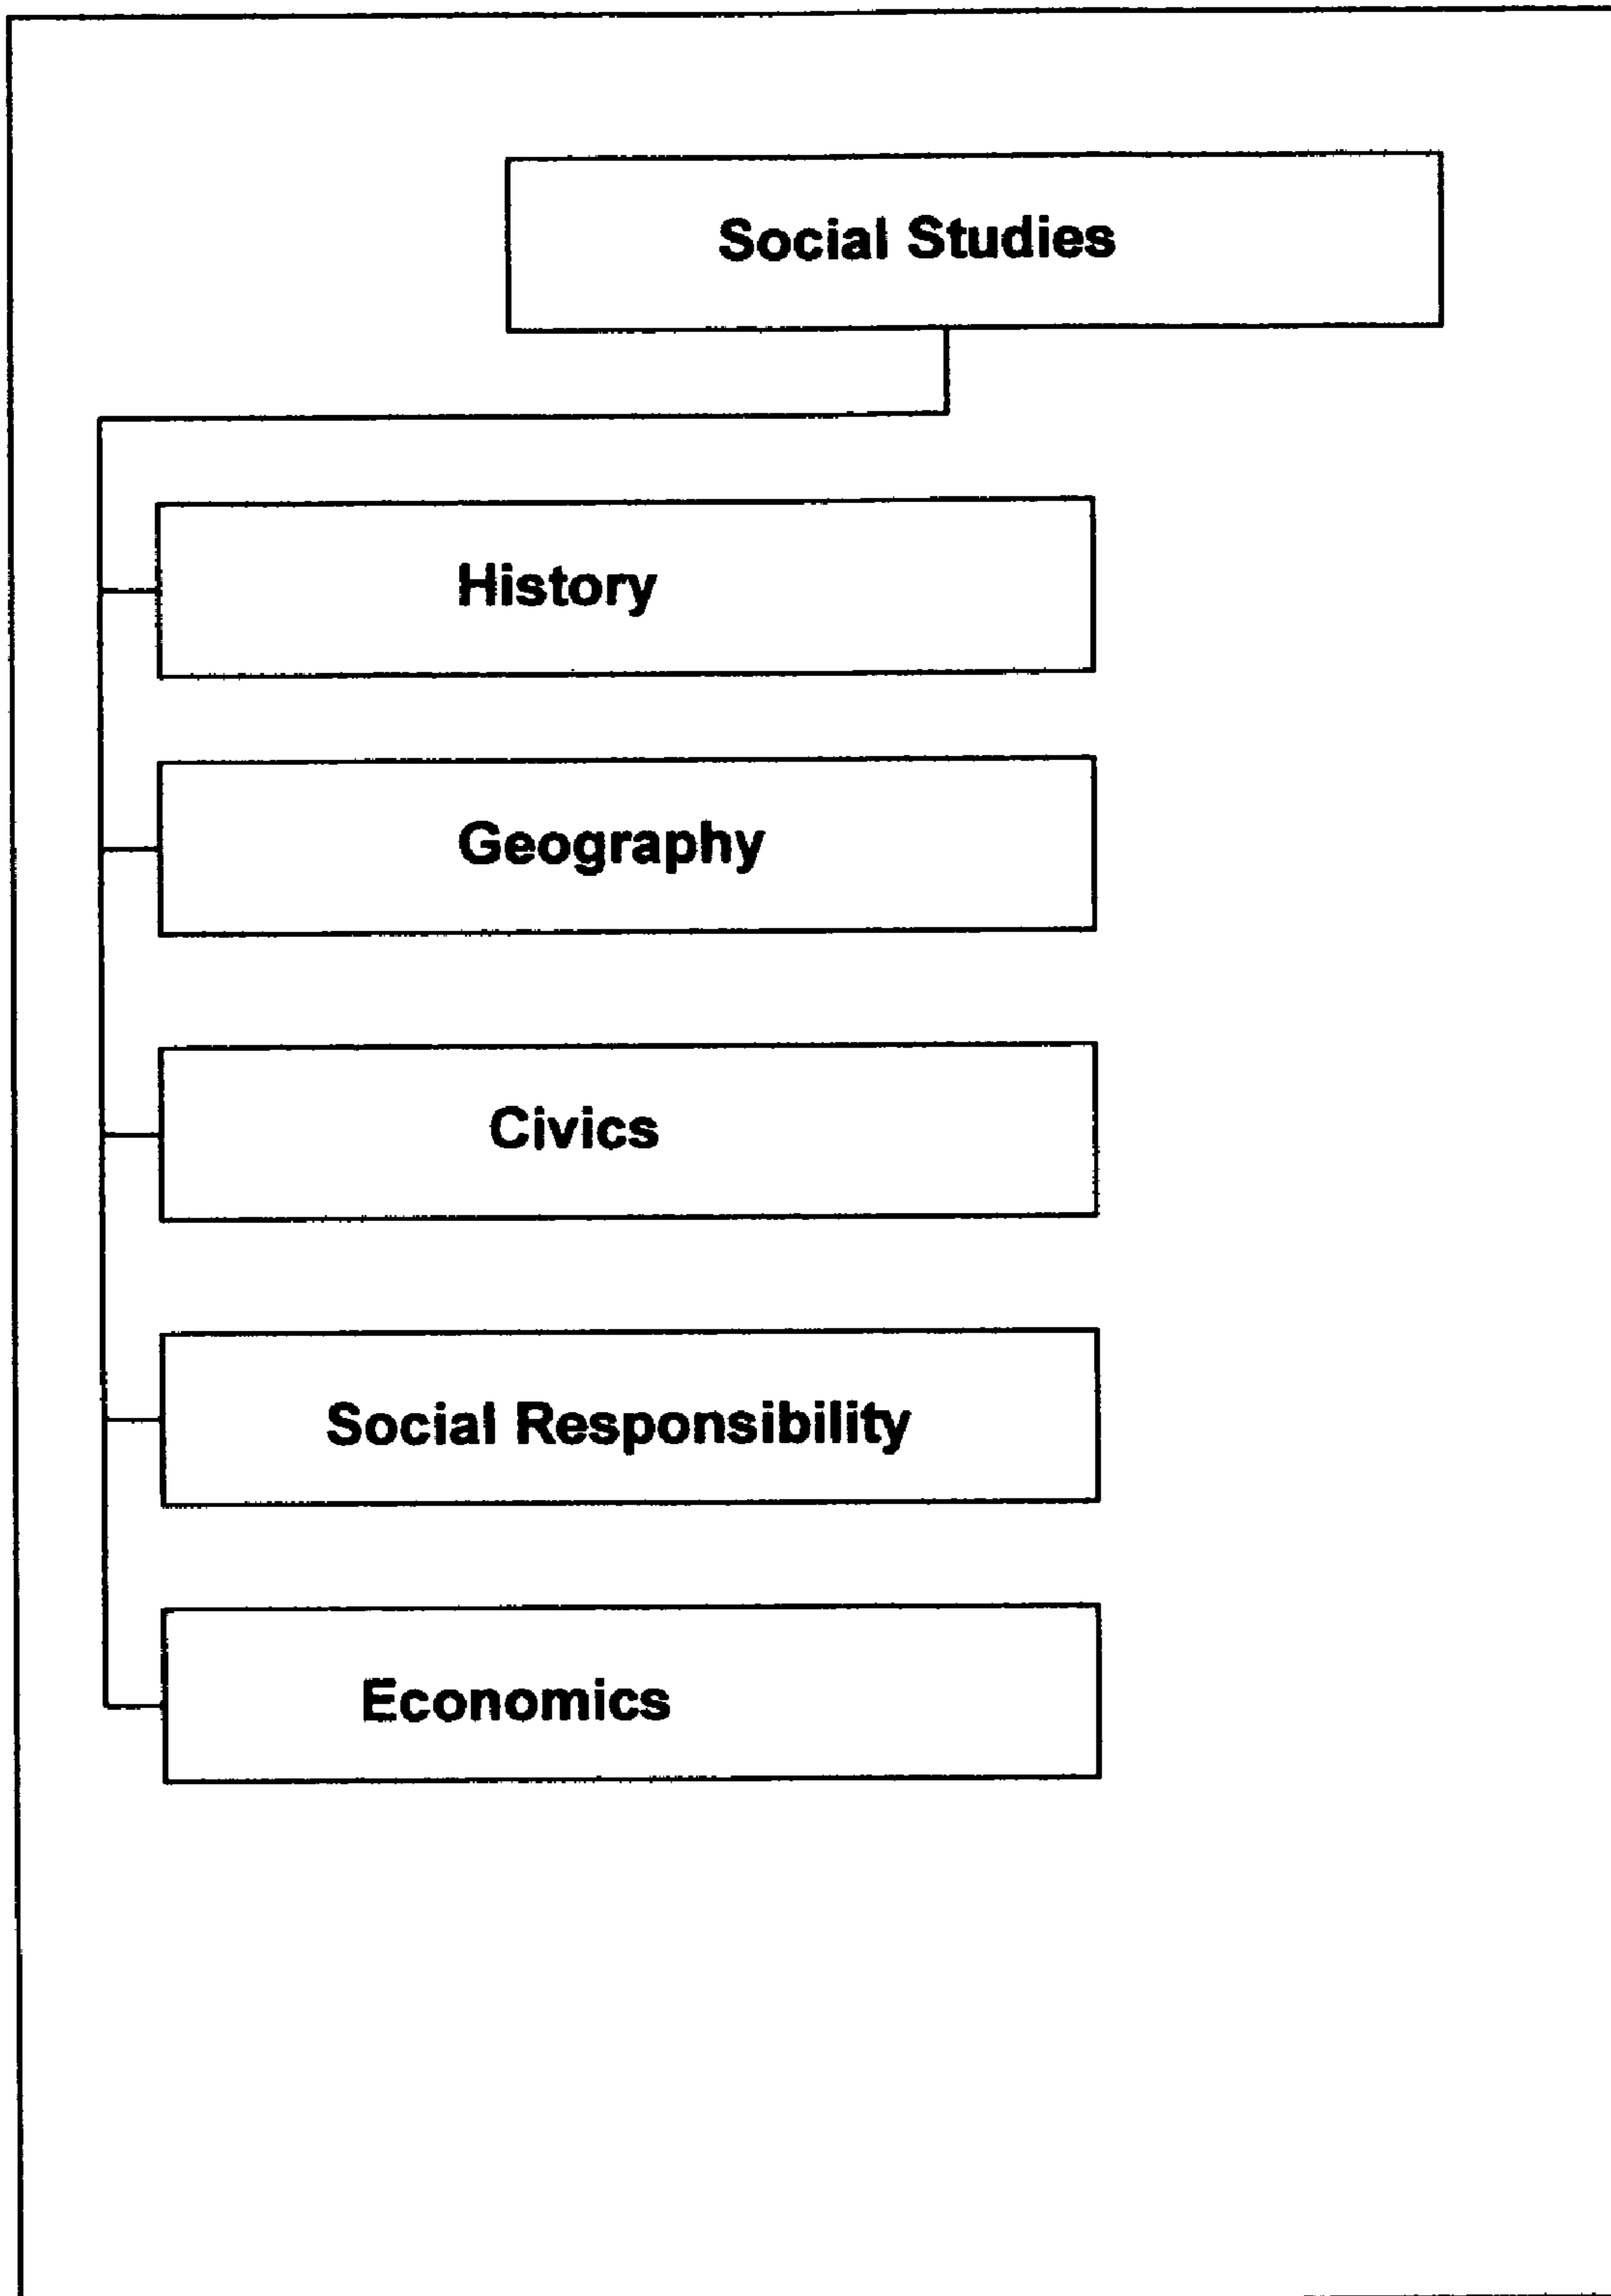 Social Studies
History
Geography
Civics
Social Responsibility
Economics